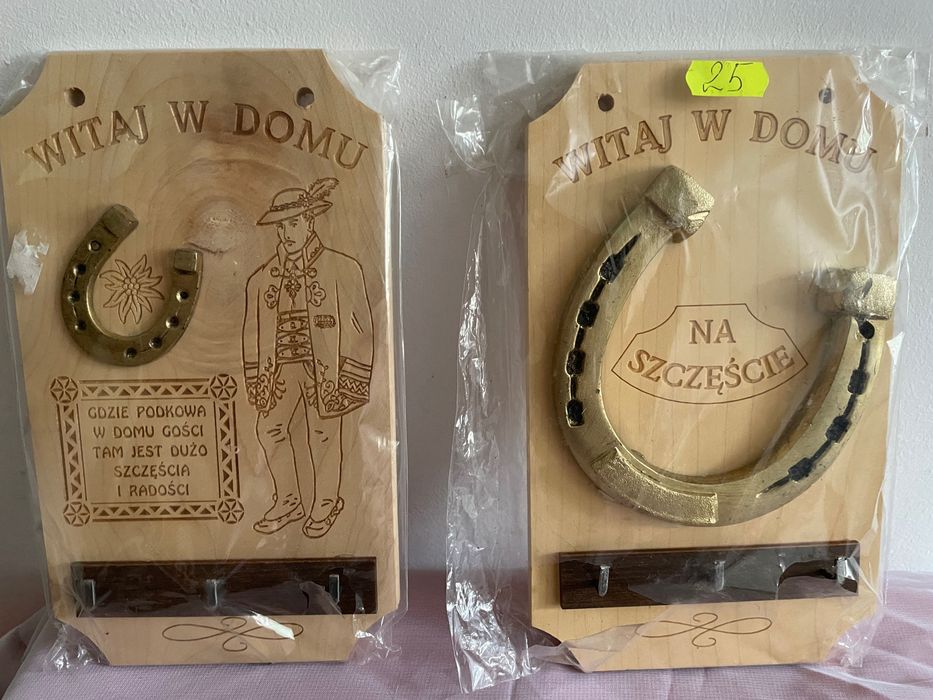 WITAJ W DOMU
GDZIE PODKOWA
W DOMU GOŚCI
TAM JEST DUŻO
SZCZĘŚCIA
I RADOŚCI
25
WITAJ W DOMU
NA
SZCZĘŚCIE